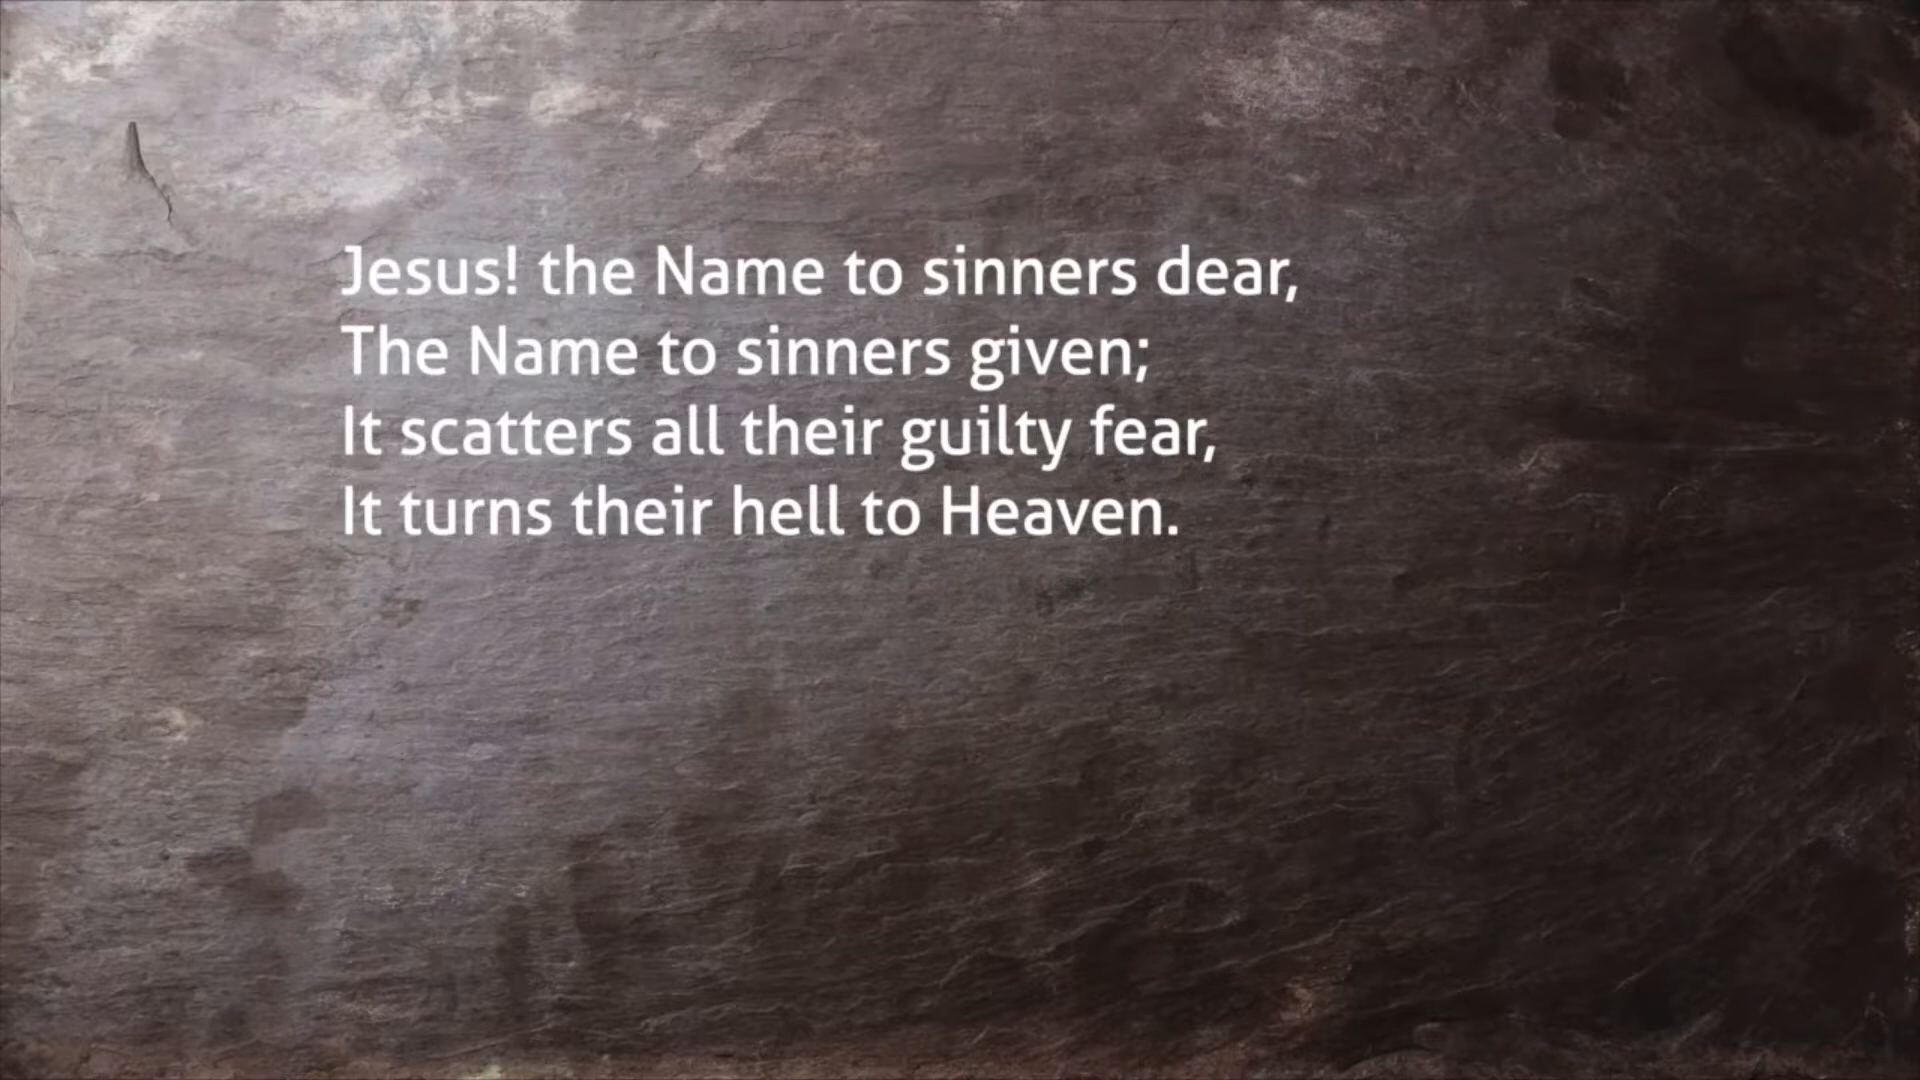 Jesus! the Name to sinners dear,
The Name to sinners given;
It scatters all their guilty fear,
It turns their hell to Heaven.